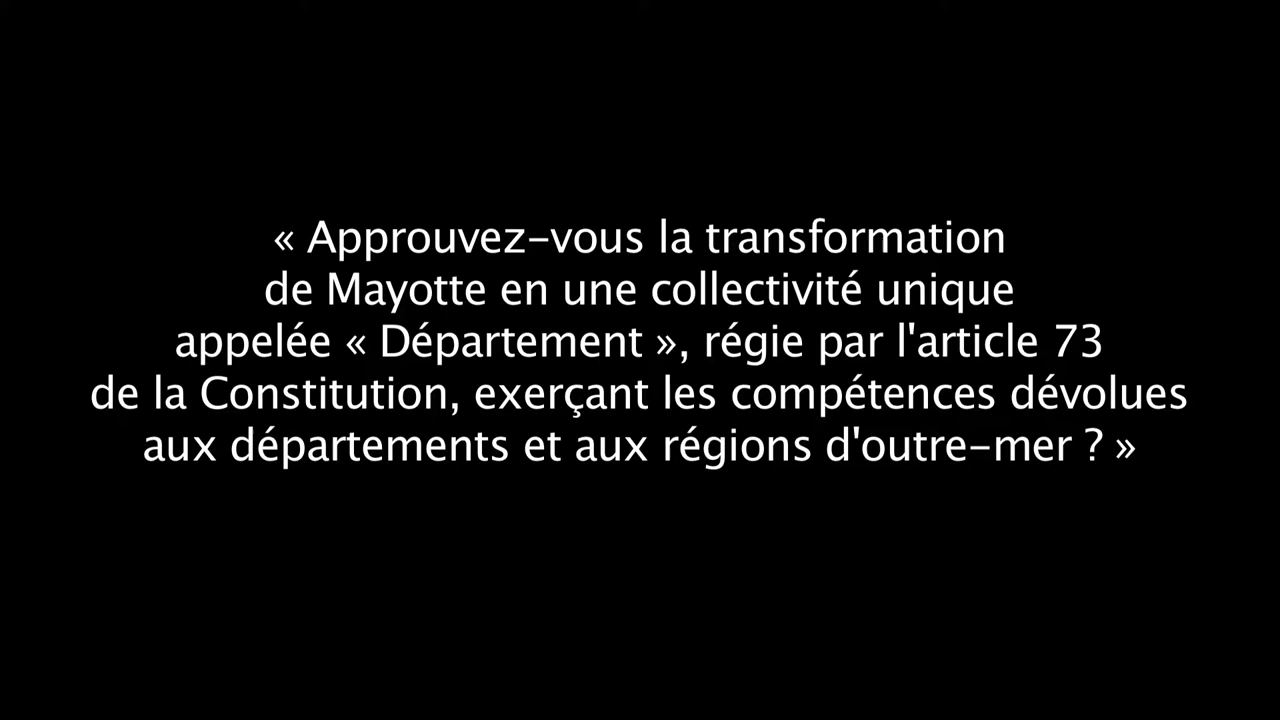 « Approuvez-vous la transformation
de Mayotte en une collectivité unique
appelée « Département », régie par l'article 73
de la Constitution, exerçant les compétences dévolues
aux départements et aux régions d'outre-mer ? »